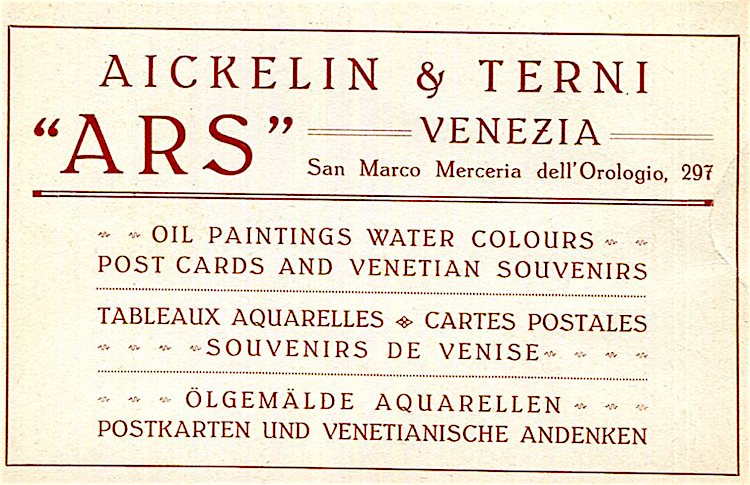 AICKELIN & TERNI
"ARS" VENEZIA
San Marco Merceria dell'Orologio, 297
OIL PAINTINGS WATER COLOURS
POST CARDS AND VENETIAN SOUVENIRS
TABLEAUX AQUARELLES CARTES POSTALES
SOUVENIRS DE VENISE
ÖLGEMÄLDE AQUARELLEN
POSTKARTEN UND VENETIANISCHE ANDENKEN